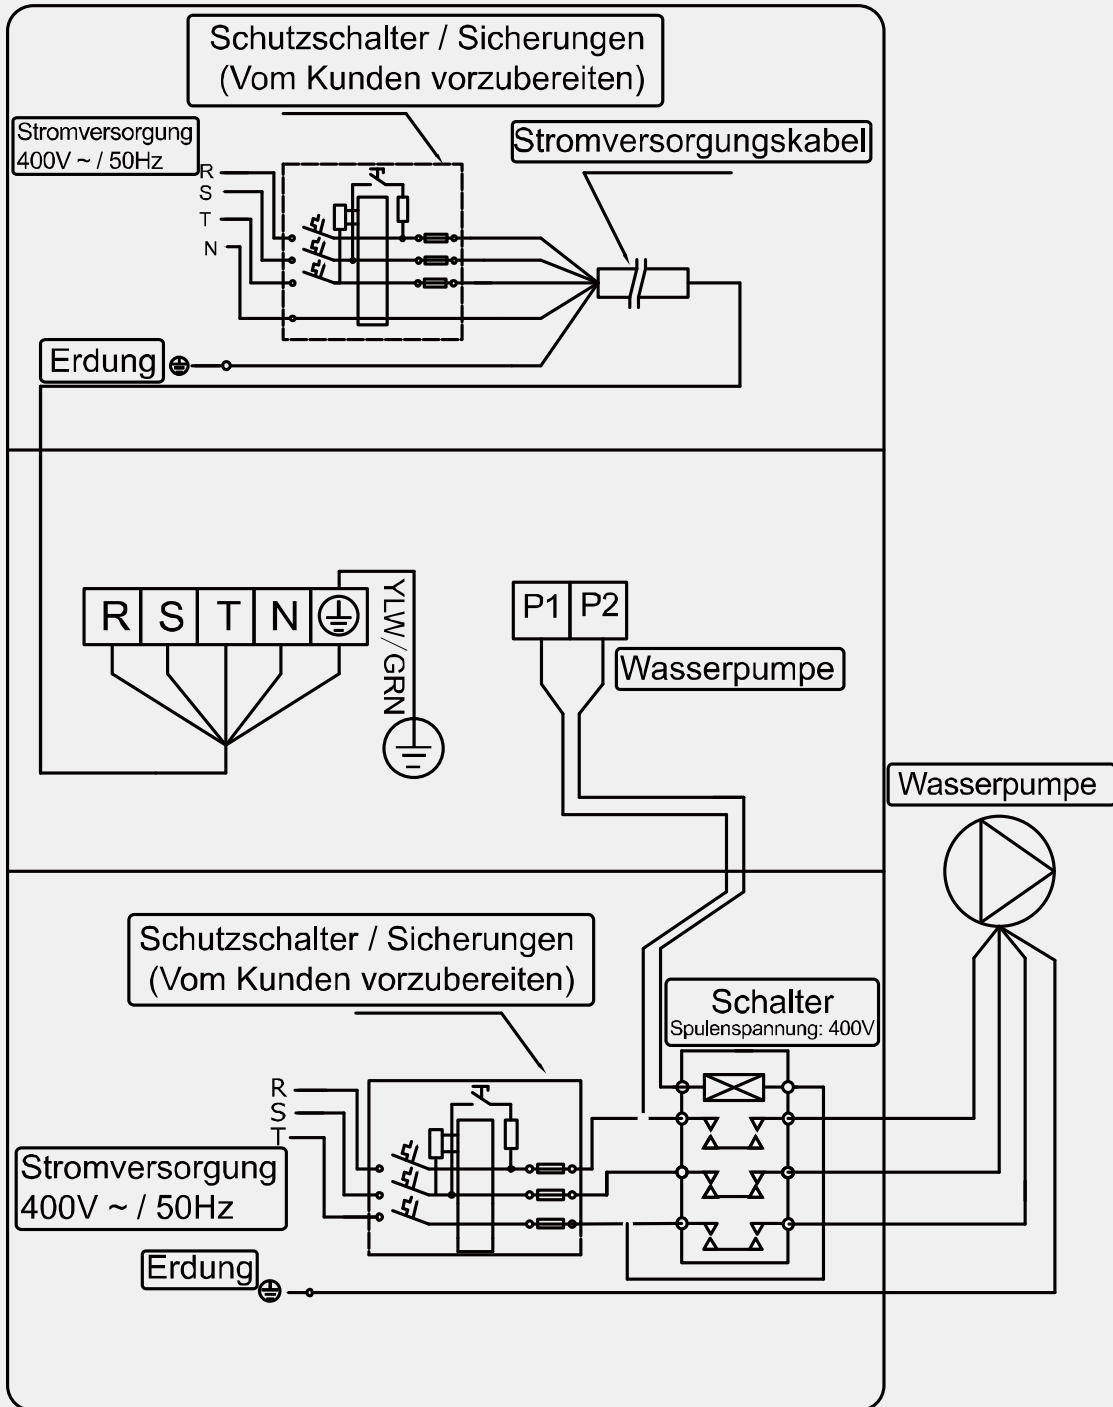 Schutzschalter / Sicherungen
(Vom Kunden vorzubereiten)
Stromversorgung
400V ~ / 50Hz
Stromversorgungskabel
R
S
T
N
Erdung
R S T N
YLW/GRN
P1 P2
Wasserpumpe
Wasserpumpe
Schutzschalter / Sicherungen
(Vom Kunden vorzubereiten)
Schalter
Spulenspannung: 400V
R
S
T
Stromversorgung
400V ~ / 50Hz
Erdung